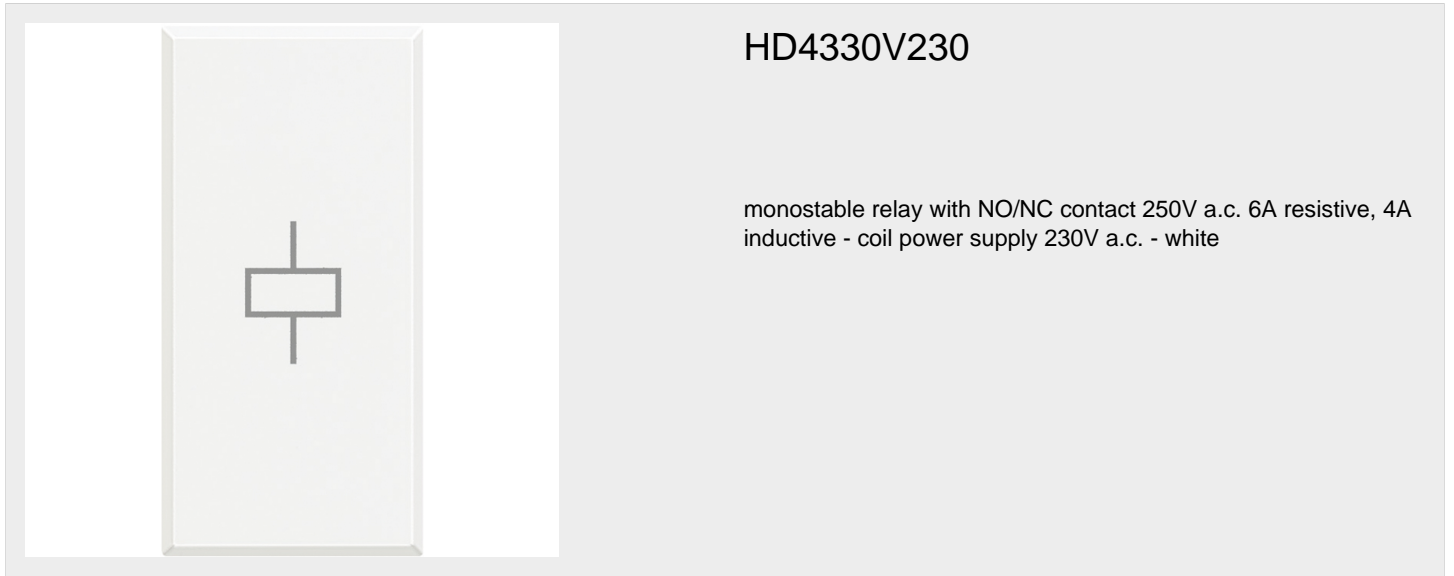 HD4330V230
monostable relay with NO/NC contact 250V a.c. 6A resistive, 4A
inductive - coil power supply 230V a.c. - white